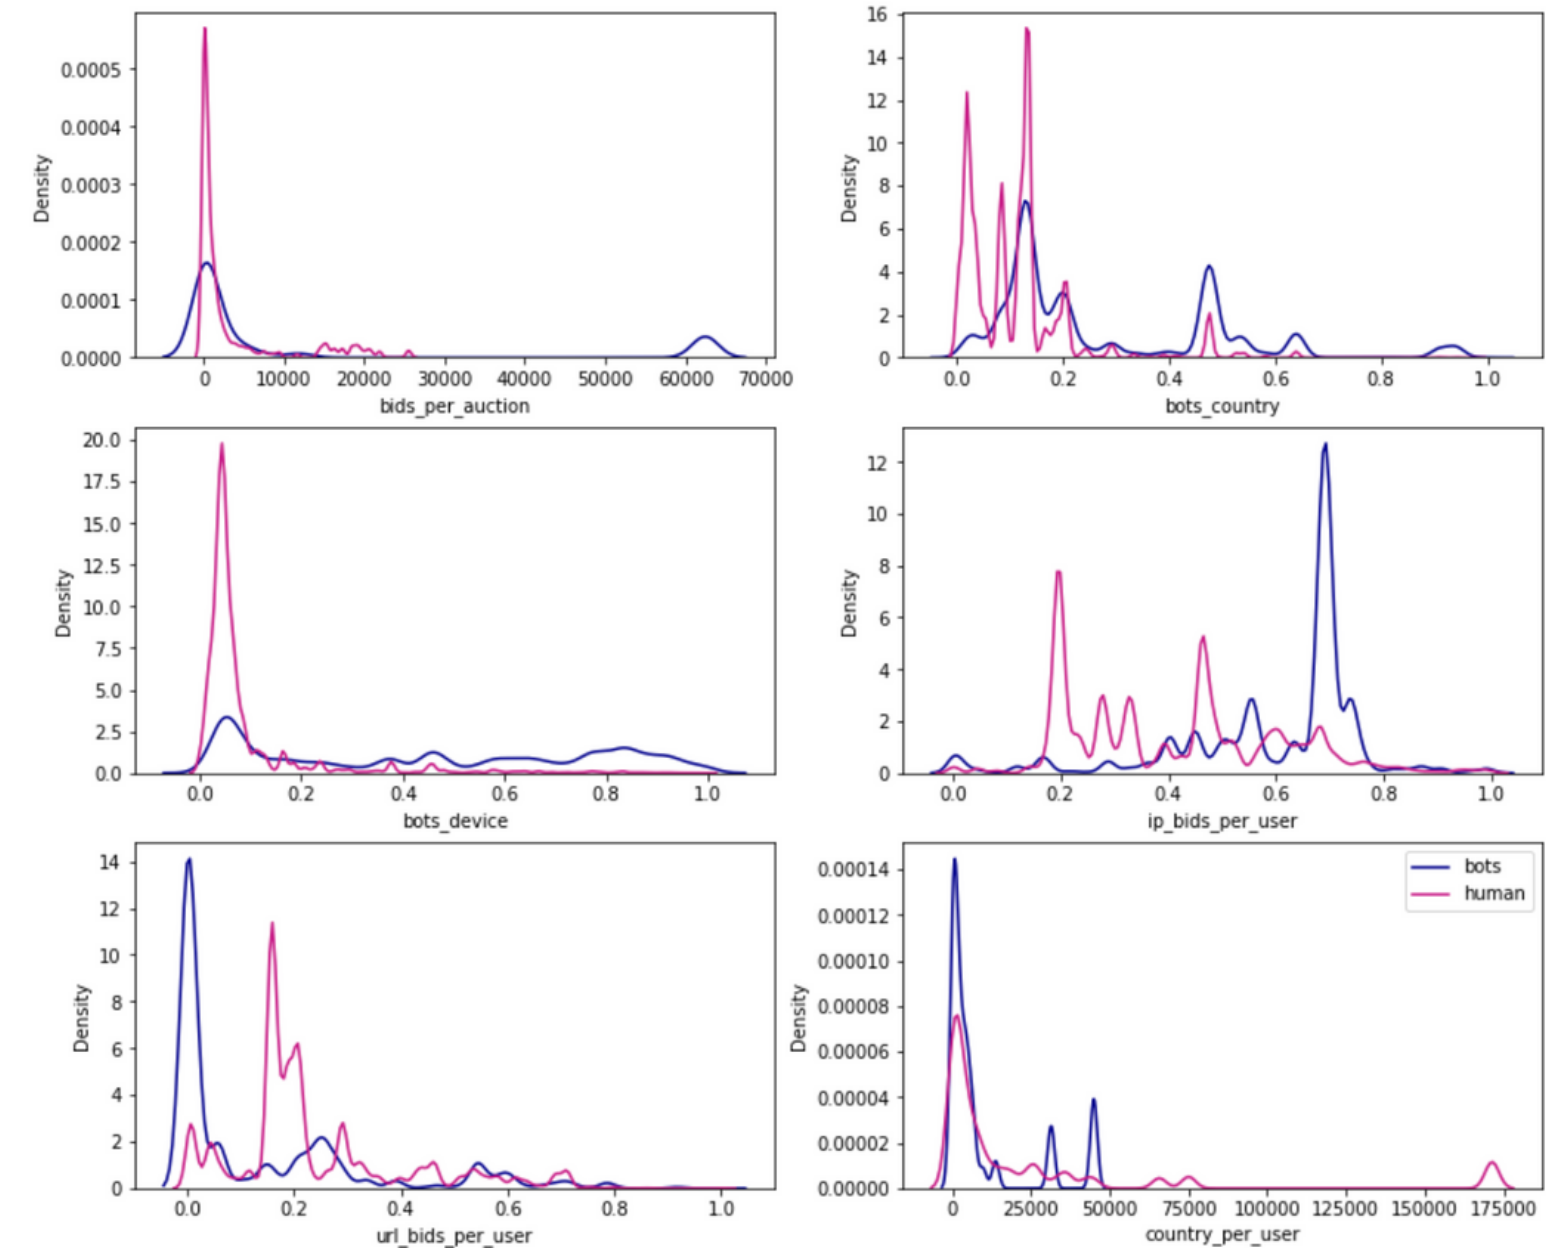 0.0005
0.0004
0.0003
0.0002
0.0001
0.0000
Density
0 10000 20000 30000 40000 50000 60000 70000
bids_per_auction
16
14
12
10
8
6
4
2
0
Density
0.0 0.2 0.4 0.6 0.8 1.0
bots_country
20.0
17.5
15.0
12.5
10.0
7.5
5.0
2.5
0.0
Density
0.0 0.2 0.4 0.6 0.8 1.0
bots_device
12
10
8
6
4
2
0
Density
0.0 0.2 0.4 0.6 0.8 1.0
ip_bids_per_user
14
12
10
8
6
4
2
0
Density
0.0 0.2 0.4 0.6 0.8 1.0
url_bids_per_user
0.00014
0.00012
0.00010
0.00008
0.00006
0.00004
0.00002
0.00000
Density
bots
human
0 25000 50000 75000 100000 125000 150000 175000
country_per_user